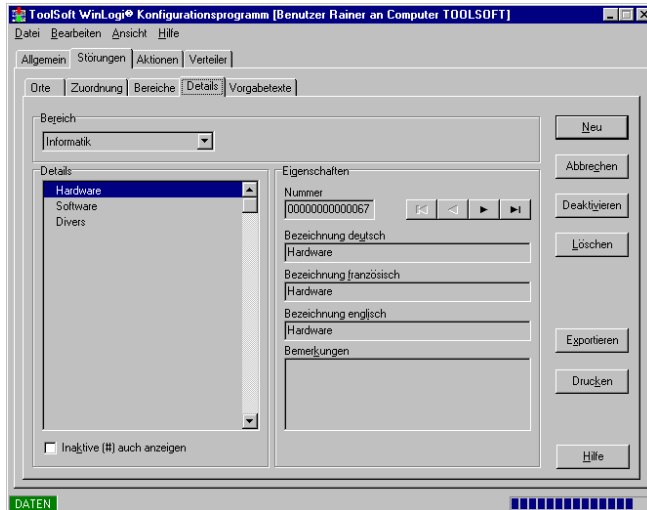 ToolSoft WinLogi® Konfigurationsprogramm [Benutzer Rainer an Computer TOOLSOFT]
Datei Bearbeiten Ansicht Hilfe
Allgemein Störungen Aktionen Verteiler
Orte Zuordnung Bereiche Details Vorgabetexte
Bereich
Informatik
Neu
Abbrechen
Deaktivieren
Löschen
Details
Hardware
Software
Divers
Inaktive (#) auch anzeigen
Eigenschaften
Nummer
00000000000067
Bezeichnung deutsch
Hardware
Bezeichnung französisch
Hardware
Bezeichnung englisch
Hardware
Bemerkungen
Exportieren
Drucken
Hilfe
DATEN